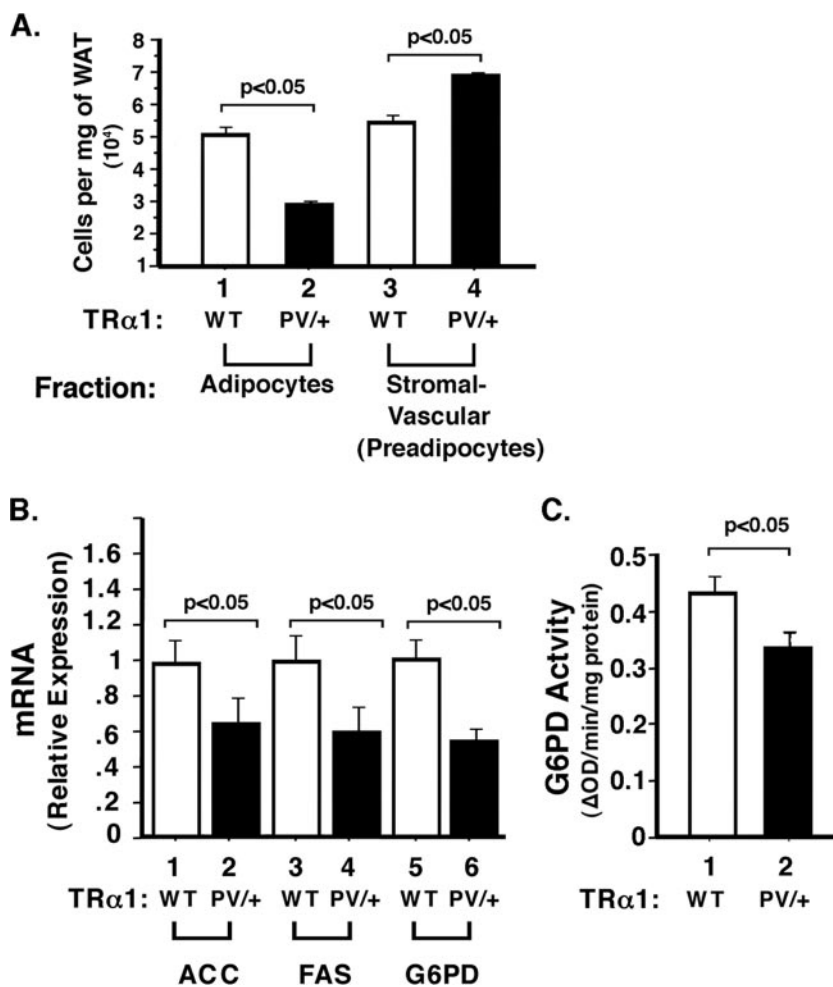 A.
Cells per mg of WAT
(10⁴)
8
7
6
5
4
3
2
1
p<0.05
p<0.05
1 2 3 4
TRα1: WT PV/+ WT PV/+
Fraction: Adipocytes Stromal-
Vascular
(Preadipocytes)
B.
mRNA
(Relative Expression)
1.6
1.4
1.2
1
.8
.6
.4
.2
0
p<0.05 p<0.05 p<0.05
1 2 3 4 5 6
TRα1: WT PV/+ WT PV/+ WT PV/+
ACC FAS G6PD
C.
G6PD Actvity
(ΔOD/min/mg protein)
0.5
0.4
0.3
0.2
0.1
0
p<0.05
1 2
TRα1: WT PV/+